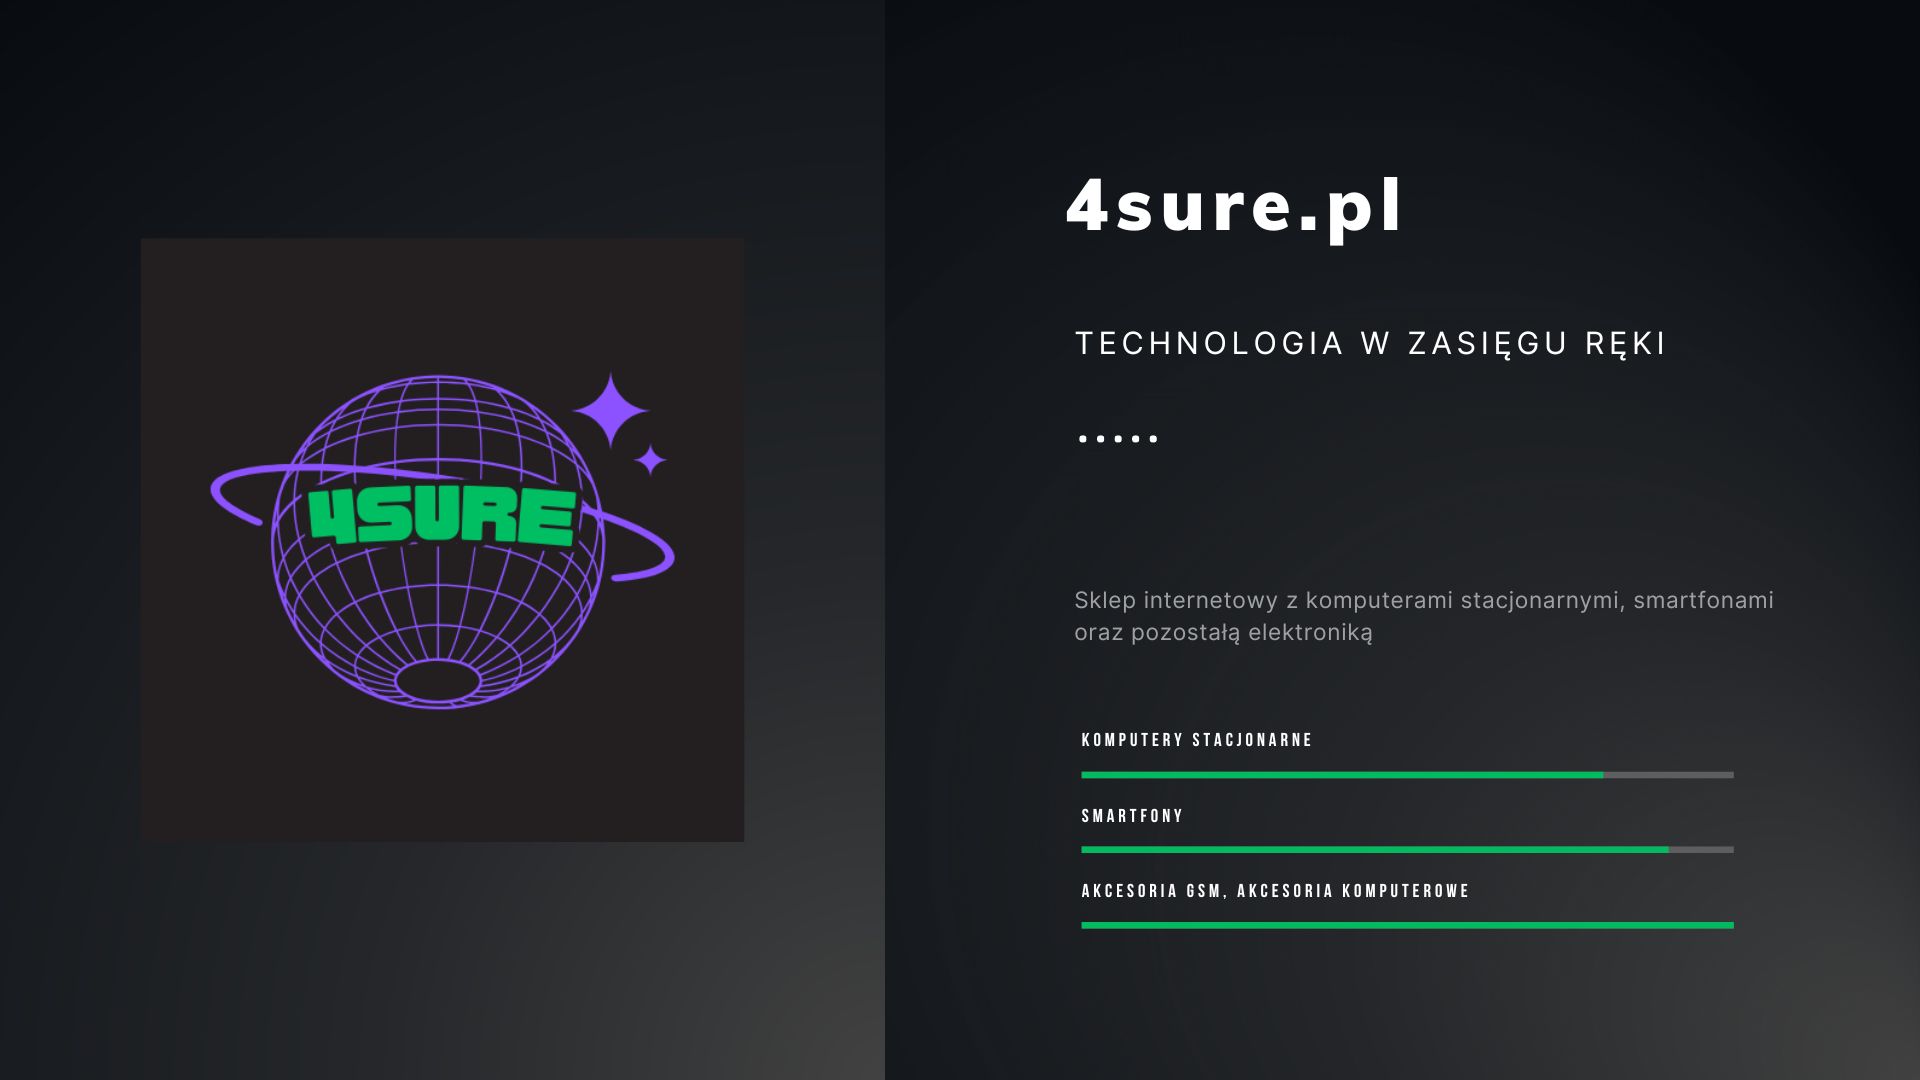 4SURE
4sure.pl
TECHNOLOGIA W ZASIĘGU RĘKI
.....
Sklep internetowy z komputerami stacjonarnymi, smartfonami
oraz pozostałą elektroniką
KOMPUTERY STACJONARNE
SMARTFONY
AKCESORIA GSM, AKCESORIA KOMPUTEROWE